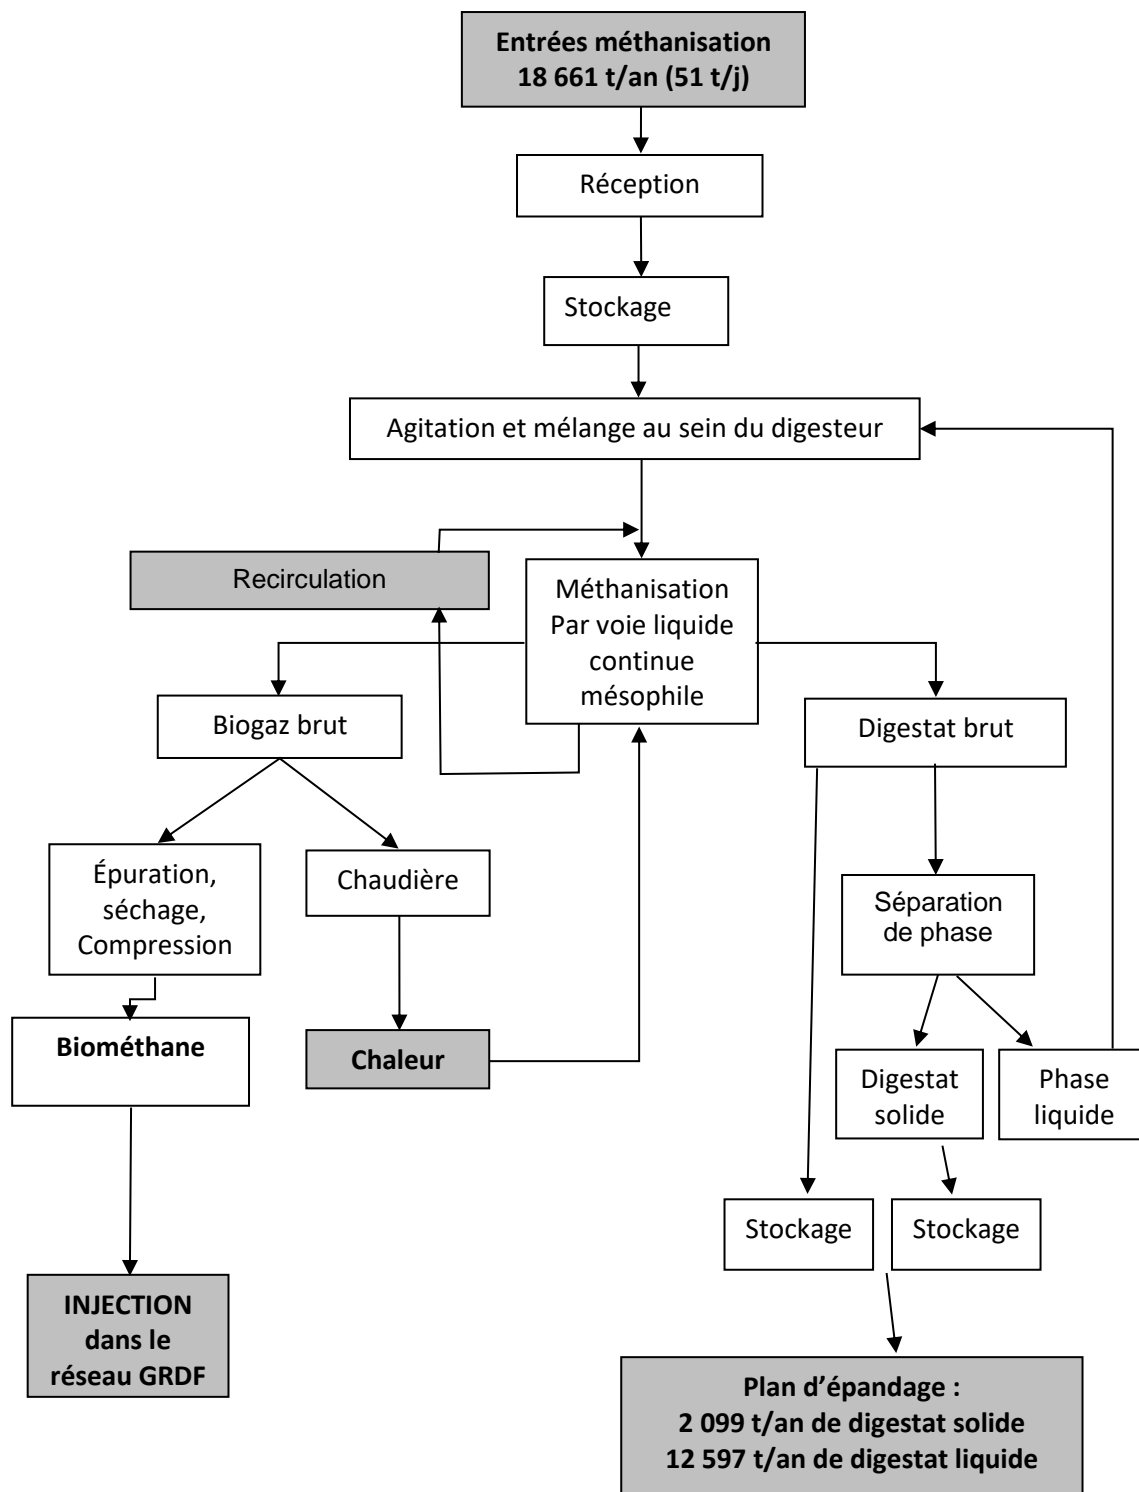 Entrées méthanisation
18 661 t/an (51 t/j)
Réception
Stockage
Agitation et mélange au sein du digesteur
Recirculation
Méthanisation
Par voie liquide
continue
mésophile
Biogaz brut
Digestat brut
Épuration,
séchage,
Compression
Chaudière
Séparation
de phase
Biométhane
Chaleur
Digestat
solide
Phase
liquide
Stockage
Stockage
INJECTION
dans le
réseau GRDF
Plan d’épandage :
2 099 t/an de digestat solide
12 597 t/an de digestat liquide